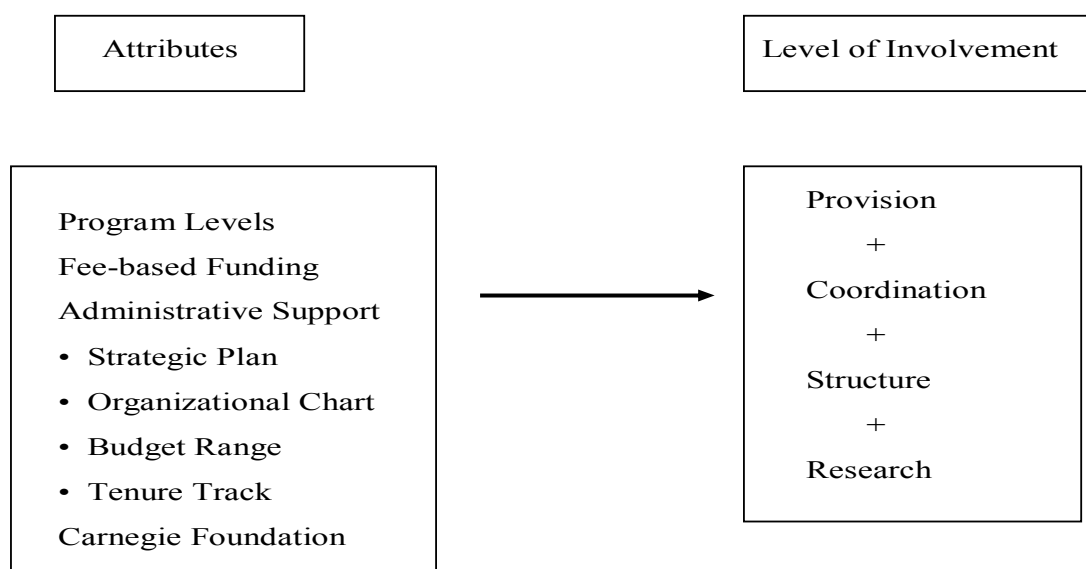 Attributes
Level of Involvement
Program Levels
Fee-based Funding
Administrative Support
• Strategic Plan
• Organizational Chart
• Budget Range
• Tenure Track
Carnegie Foundation
Provision
+
Coordination
+
Structure
+
Research